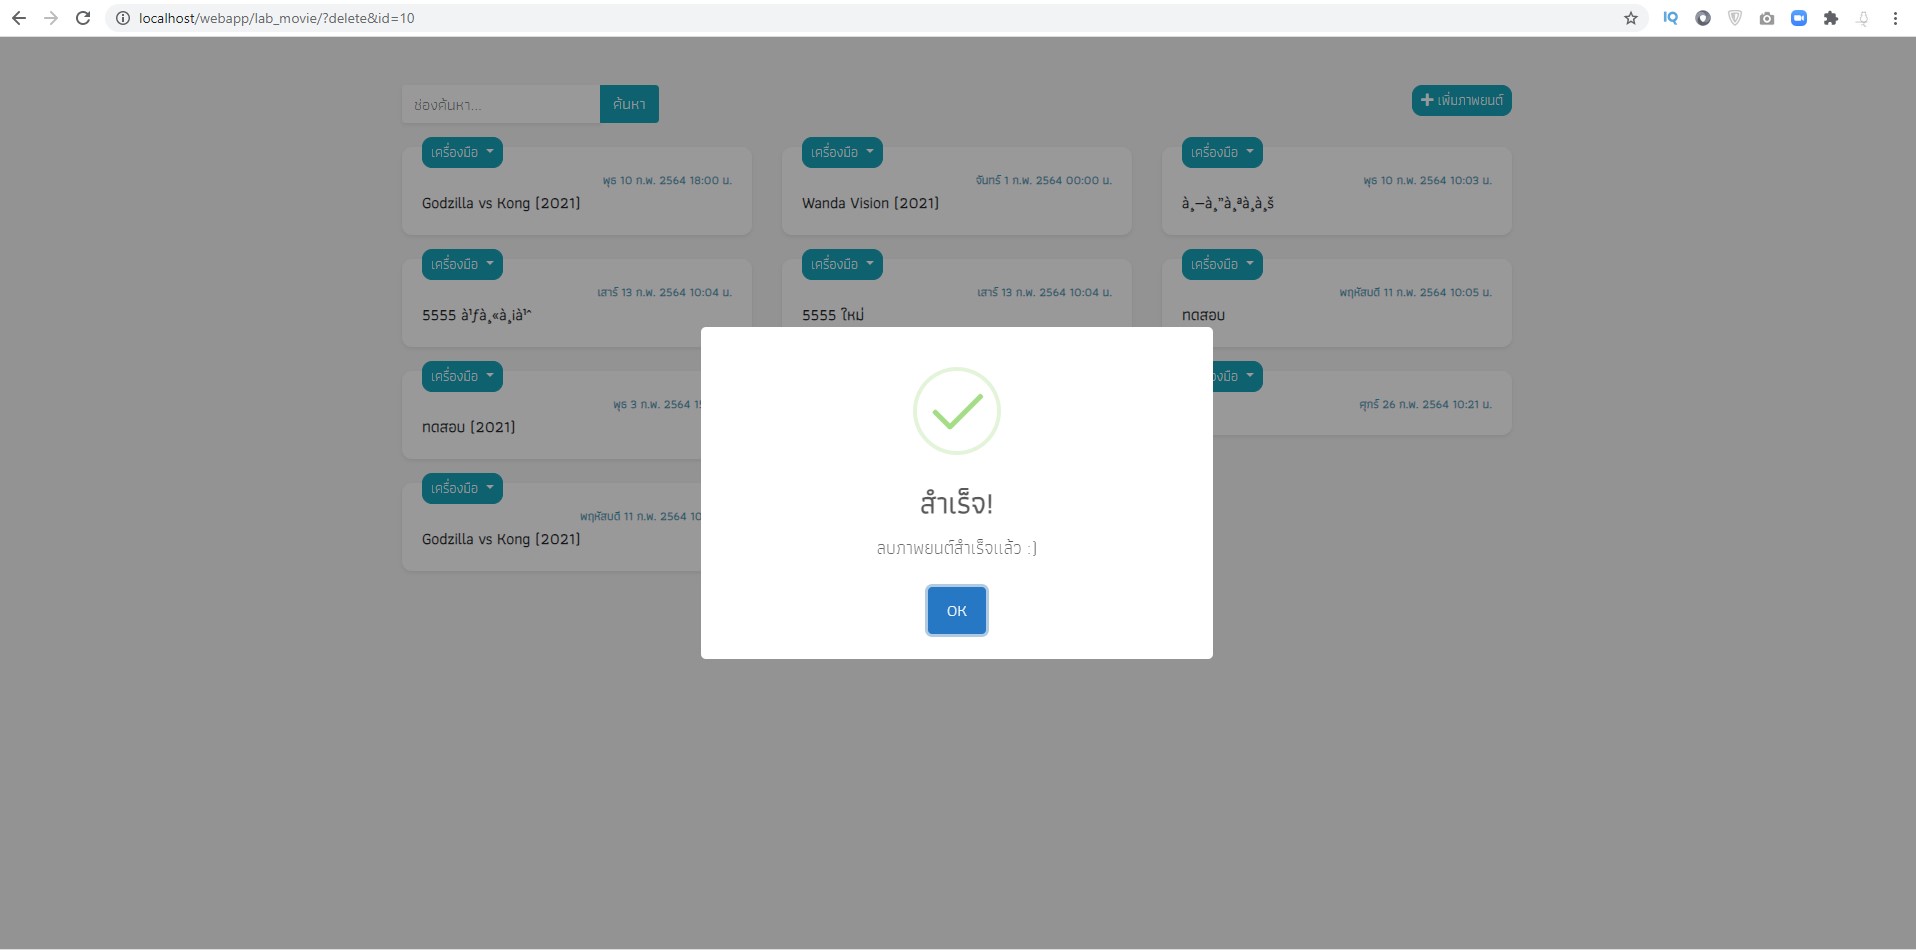 localhost/webapp/lab_movie/?delete&id=10
IQ
ช่องค้นหา...
ค้นหา
เพิ่มภาพยนต์
เครื่องมือ
พุธ 10 ก.พ. 2564 18:00 น.
Godzilla vs Kong (2021)
เครื่องมือ
จันทร์ 1 ก.พ. 2564 00:00 น.
Wanda Vision (2021)
เครื่องมือ
พุธ 10 ก.พ. 2564 10:03 น.
เครื่องมือ
เสาร์ 13 ก.พ. 2564 10:04 น.
5555
เครื่องมือ
เสาร์ 13 ก.พ. 2564 10:04 น.
5555 ใหม่
เครื่องมือ
พฤหัสบดี 11 ก.พ. 2564 10:05 น.
ทดสอบ
เครื่องมือ
พุธ 3 ก.พ. 2564
ทดสอบ (2021)
งมือ
ศุกร์ 26 ก.พ. 2564 10:21 น.
เครื่องมือ
พฤหัสบดี 11 ก.พ. 2564 10
Godzilla vs Kong (2021)
สำเร็จ!
ลบภาพยนต์สำเร็จแล้ว :)
OK